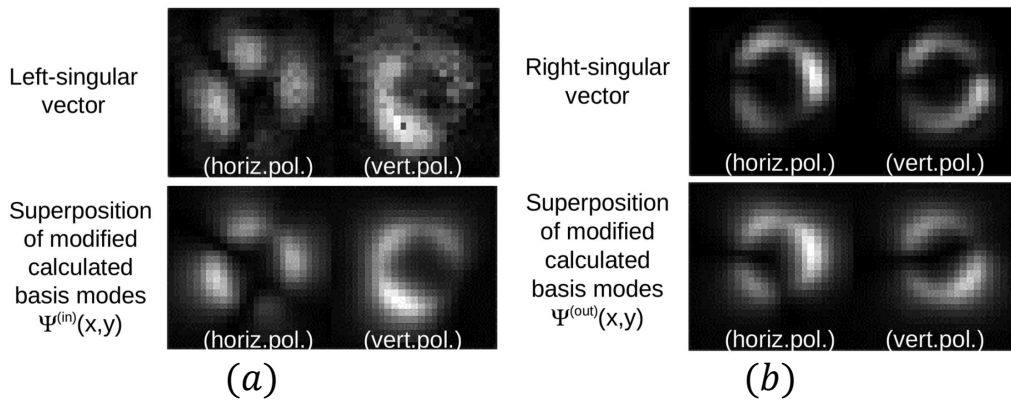 Left-singular
vector
(horiz.pol.) (vert.pol.)
Superposition
of modified
calculated
basis modes
Ψ(in)(x,y)
(horiz.pol.) (vert.pol.)
(a)
Right-singular
vector
(horiz.pol.) (vert.pol.)
Superposition
of modified
calculated
basis modes
Ψ(out)(x,y)
(horiz.pol.) (vert.pol.)
(b)